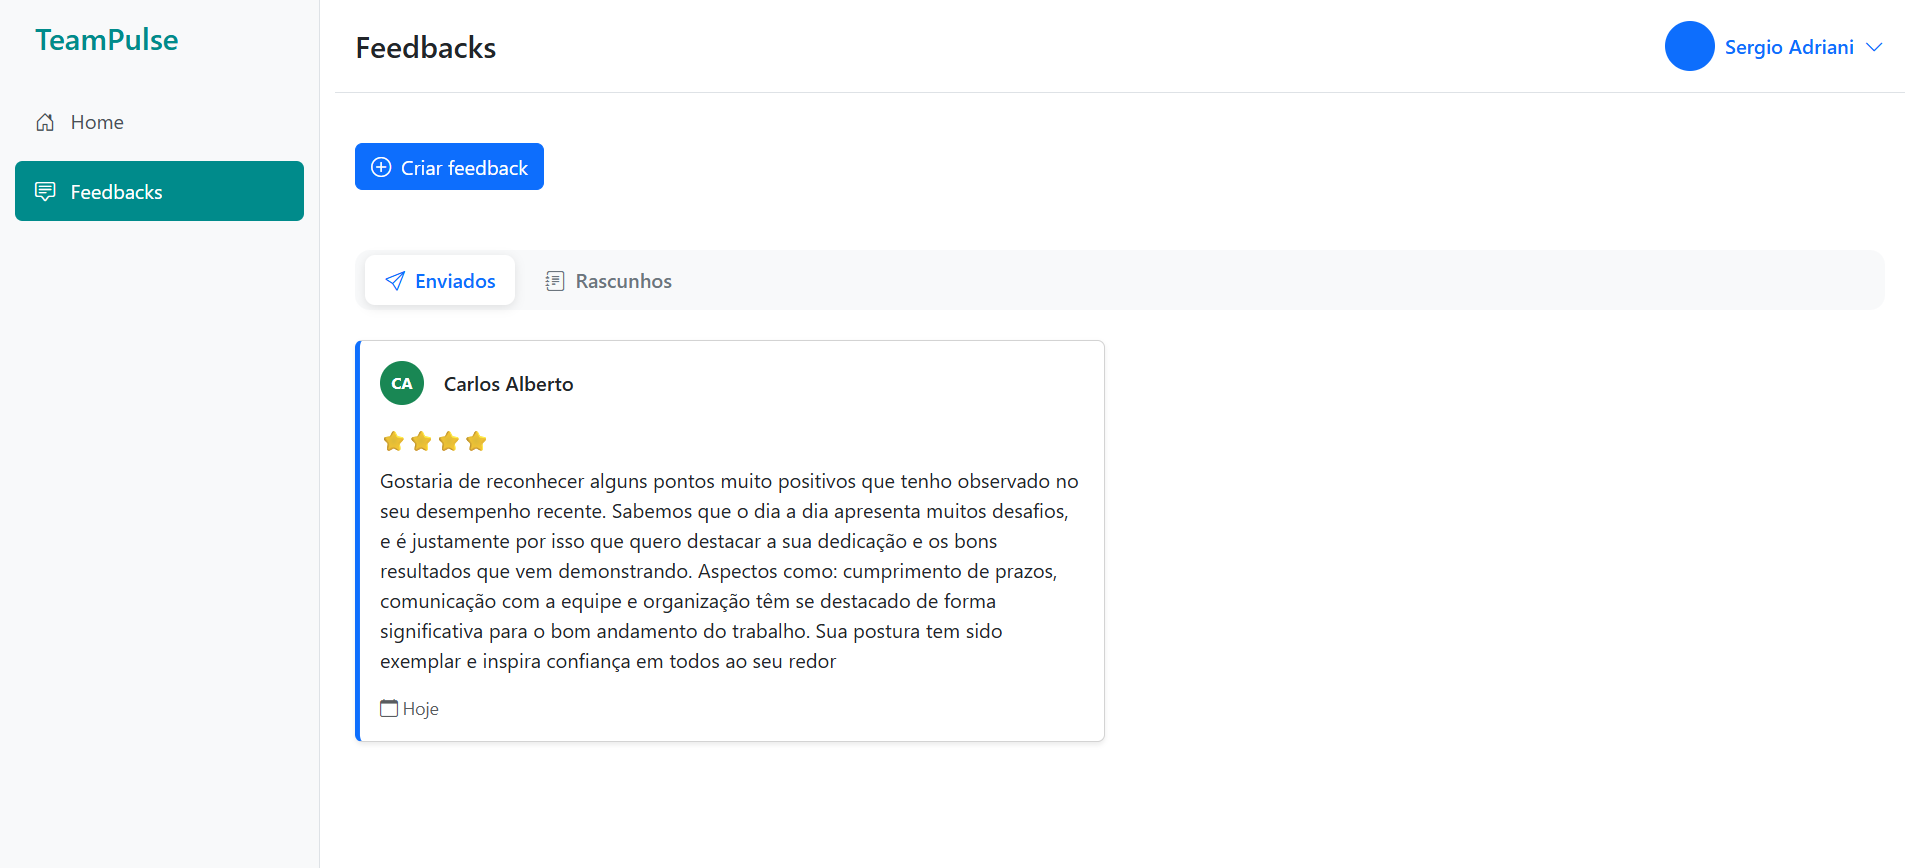 TeamPulse
Home
Feedbacks
Feedbacks
Sergio Adriani
Criar feedback
Enviados
Rascunhos
CA
Carlos Alberto
Gostaria de reconhecer alguns pontos muito positivos que tenho observado no
seu desempenho recente. Sabemos que o dia a dia apresenta muitos desafios,
e é justamente por isso que quero destacar a sua dedicação e os bons
resultados que vem demonstrando. Aspectos como: cumprimento de prazos,
comunicação com a equipe e organização têm se destacado de forma
significativa para o bom andamento do trabalho. Sua postura tem sido
exemplar e inspira confiança em todos ao seu redor
Hoje